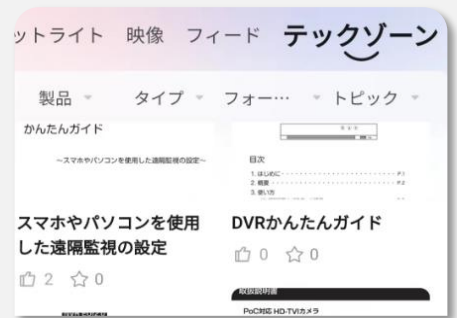 ットライト 映像 フィード テックゾーン
製品 タイプ フォー… トピック
かんたんガイド
~スマホやパソコンを使用した遠隔監視の設定~
目次
1. はじめに P.1
2. 概要 P.2
3. 使い方
スマホやパソコンを使用
した遠隔監視の設定
2 0
DVRかんたんガイド
0 0
取扱説明書
PoC対応 HD-TVIカメラ